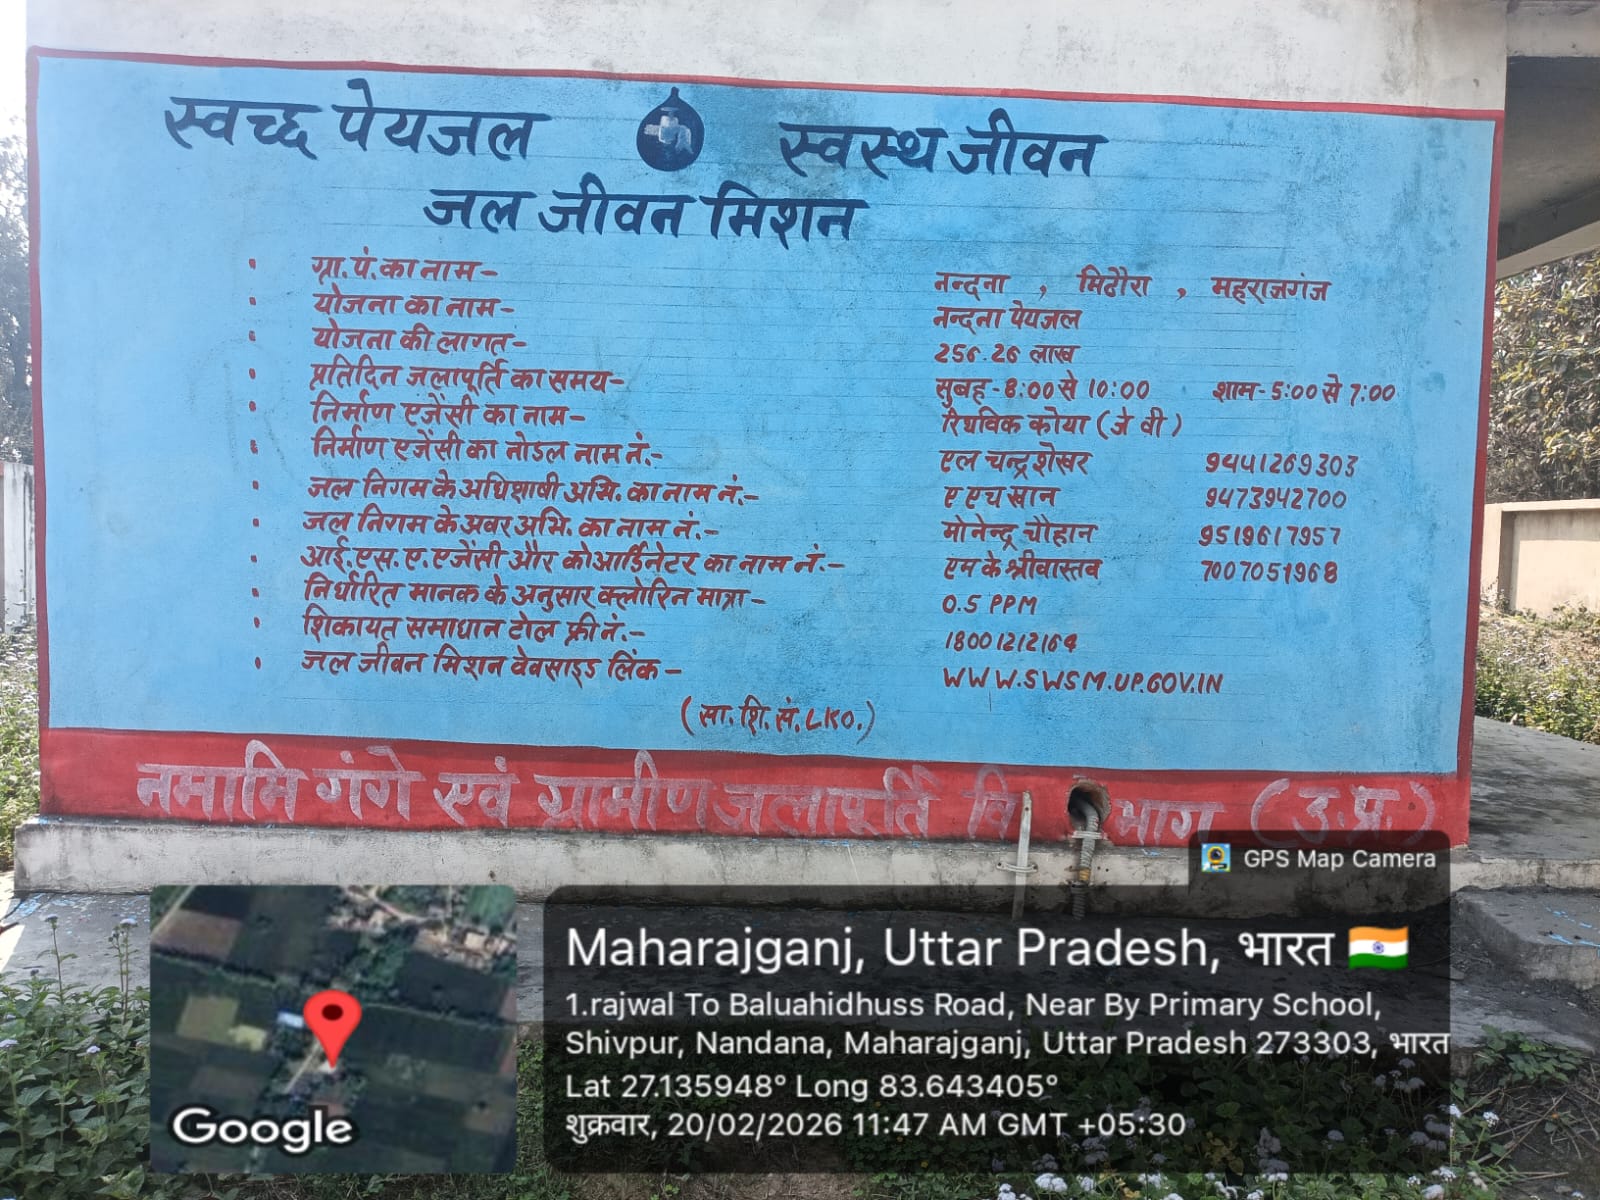 स्वच्छ पेयजल स्वस्थ जीवन
जल जीवन मिशन
ग्रा.पं.का नाम- नन्दना , मिठौरा , महराजगंज
योजना का नाम- नन्दना पेयजल
योजना की लागत- 256.26 लाख
प्रतिदिन जलापूर्ति का समय- सुबह-8:00 से 10:00 शाम-5:00 से 7:00
निर्माण एजेंसी का नाम- रिथविक कोया (जे वी)
निर्माण एजेंसी का नोडल नाम नं.- एल चन्द्रशेखर 9441269303
जल निगम के अधिशाषी अभि. का नाम नं.- ए एच खान 9473942700
जल निगम के अवर अभि. का नाम नं.- मोनेन्द्र चौहान 9519617957
आई.एस.ए.एजेंसी और कोआर्डिनेटर का नाम नं.- एम के श्रीवास्तव 7007051968
निर्धारित मानक के अनुसार क्लोरिन मात्रा- 0.5 PPM
शिकायत समाधान टोल फ्री नं.- 18001212164
जल जीवन मिशन वेवसाइड लिंक- WWW.SWSM.UP.GOV.IN
(सा.शि.सं.LKO.)
नमामि गंगे एवं ग्रामीण जलापूर्ति विभाग (उ.प्र.)
GPS Map Camera
Maharajganj, Uttar Pradesh, भारत
1.rajwal To Baluahidhuss Road, Near By Primary School,
Shivpur, Nandana, Maharajganj, Uttar Pradesh 273303, भारत
Lat 27.135948° Long 83.643405°
शुक्रवार, 20/02/2026 11:47 AM GMT +05:30
Google